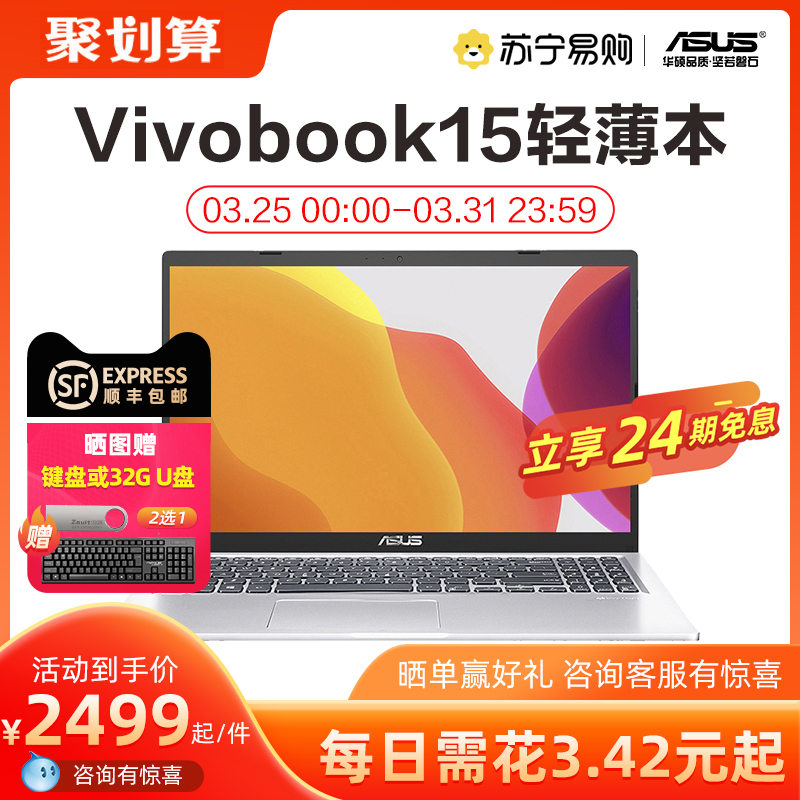 聚划算
苏宁易购
ASUS®
华硕品质·坚若磐石
Vivobook15轻薄本
03.25 00:00-03.31 23:59
SF EXPRESS
顺丰包邮
晒图赠
键盘或32G U盘
2选1
赠
立享24期免息
ASUS
活动到手价
¥2499起/件
咨询有惊喜
晒单赢好礼 咨询客服有惊喜
每日需花3.42元起